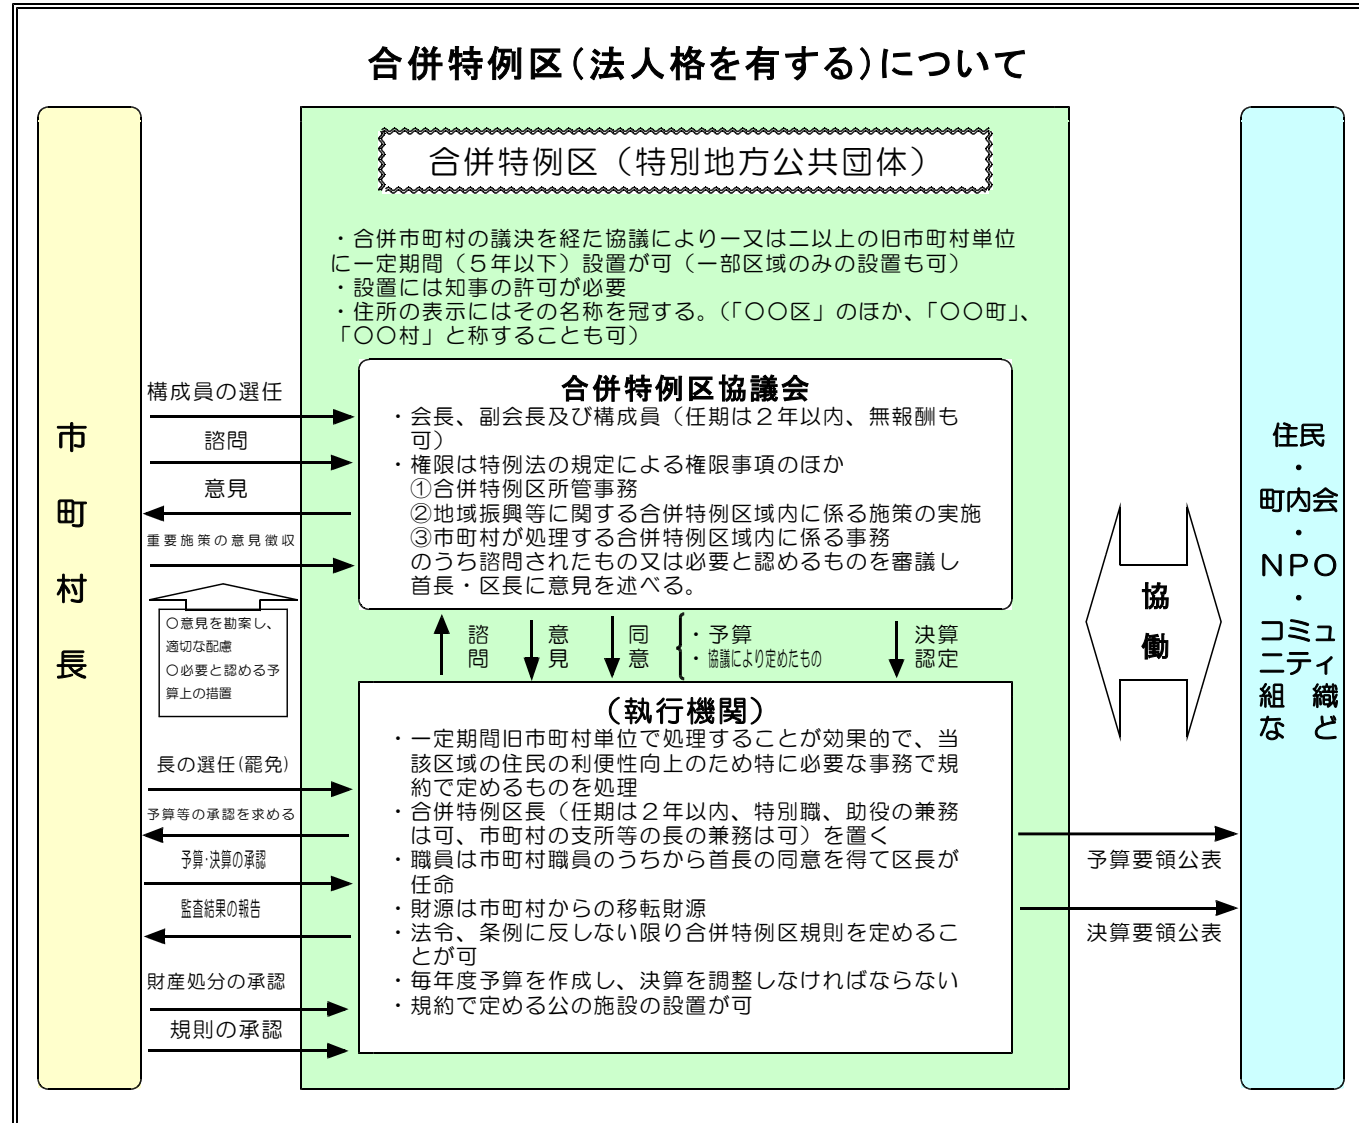 合併特例区（法人格を有する）について
合併特例区（特別地方公共団体）
・合併市町村の議決を経た協議により一又は二以上の旧市町村単位
に一定期間（５年以下）設置が可（一部区域のみの設置も可）
・設置には知事の許可が必要
・住所の表示にはその名称を冠する。（「〇〇区」のほか、「〇〇町」、
「〇〇村」と称することも可）
市
町
村
長
構成員の選任
諮問
意見
重要施策の意見徴収
〇意見を勘案し、
適切な配慮
〇必要と認める予
算上の措置
長の選任(罷免)
予算等の承認を求める
予算・決算の承認
監査結果の報告
財産処分の承認
規則の承認
合併特例区協議会
・会長、副会長及び構成員（任期は２年以内、無報酬も
可）
・権限は特例法の規定による権限事項のほか
①合併特例区所管事務
②地域振興等に関する合併特例区域内に係る施策の実施
③市町村が処理する合併特例区域内に係る事務
のうち諮問されたもの又は必要と認めるものを審議し
首長・区長に意見を述べる。
諮問
意見
同意
・予算
・協議により定めたもの
決算
認定
（執行機関）
・一定期間旧市町村単位で処理することが効果的で、当
該区域の住民の利便性向上のため特に必要な事務で規
約で定めるものを処理
・合併特例区長（任期は２年以内、特別職、助役の兼務
は可、市町村の支所等の長の兼務は可）を置く
・職員は市町村職員のうちから首長の同意を得て区長が
任命
・財源は市町村からの移転財源
・法令、条例に反しない限り合併特例区規則を定めるこ
とが可
・毎年度予算を作成し、決算を調整しなければならない
・規約で定める公の施設の設置が可
協
働
予算要領公表
決算要領公表
住民
・
町内会
・
ＮＰＯ
・
コミュ
ニティ
組　織
な　ど